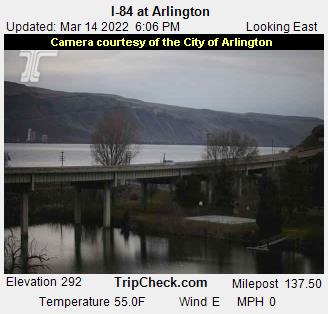 I-84 at Arlington
Updated: Mar 14 2022 6:06 PM Looking East
Camera courtesy of the City of Arlington
Elevation 292 TripCheck.com Milepost 137.50
Temperature 55.0F Wind E MPH 0